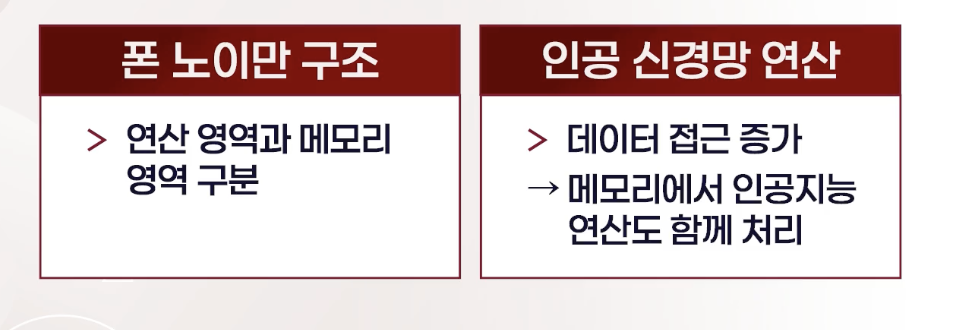 폰 노이만 구조
> 연산 영역과 메모리
영역 구분
인공 신경망 연산
> 데이터 접근 증가
→ 메모리에서 인공지능
연산도 함께 처리